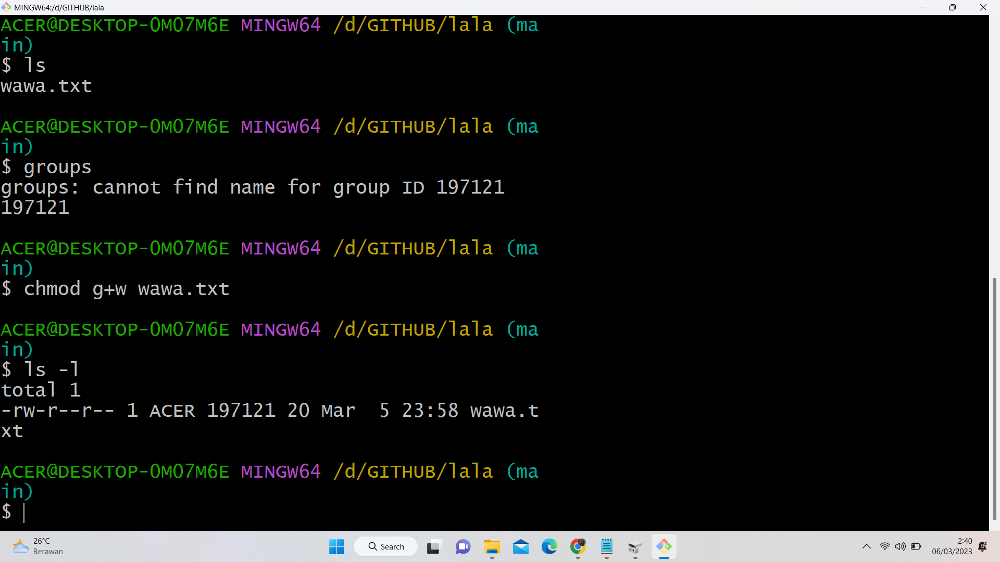 MINGW64:/d/GITHUB/lala
ACER@DESKTOP-0M07M6E MINGW64 /d/GITHUB/lala (ma
in)
$ ls
wawa.txt
ACER@DESKTOP-0M07M6E MINGW64 /d/GITHUB/lala (ma
in)
$ groups
groups: cannot find name for group ID 197121
197121
ACER@DESKTOP-0M07M6E MINGW64 /d/GITHUB/lala (ma
in)
$ chmod g+w wawa.txt
ACER@DESKTOP-0M07M6E MINGW64 /d/GITHUB/lala (ma
in)
$ ls -l
total 1
-rw-r--r-- 1 ACER 197121 20 Mar  5 23:58 wawa.t
xt
ACER@DESKTOP-0M07M6E MINGW64 /d/GITHUB/lala (ma
in)
$
26°C
Berawan
Search
2:40
06/03/2023